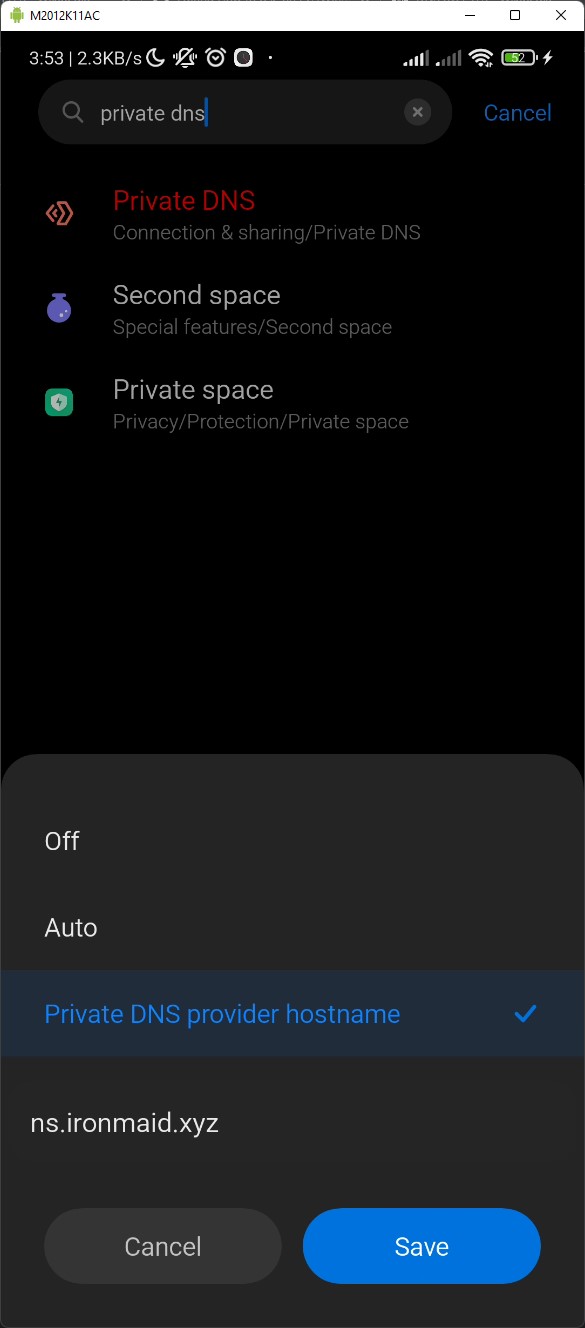 M2012K11AC
3:53 | 2.3KB/s
52
private dns
Cancel
Private DNS
Connection & sharing/Private DNS
Second space
Special features/Second space
Private space
Privacy/Protection/Private space
Off
Auto
Private DNS provider hostname
ns.ironmaid.xyz
Cancel
Save